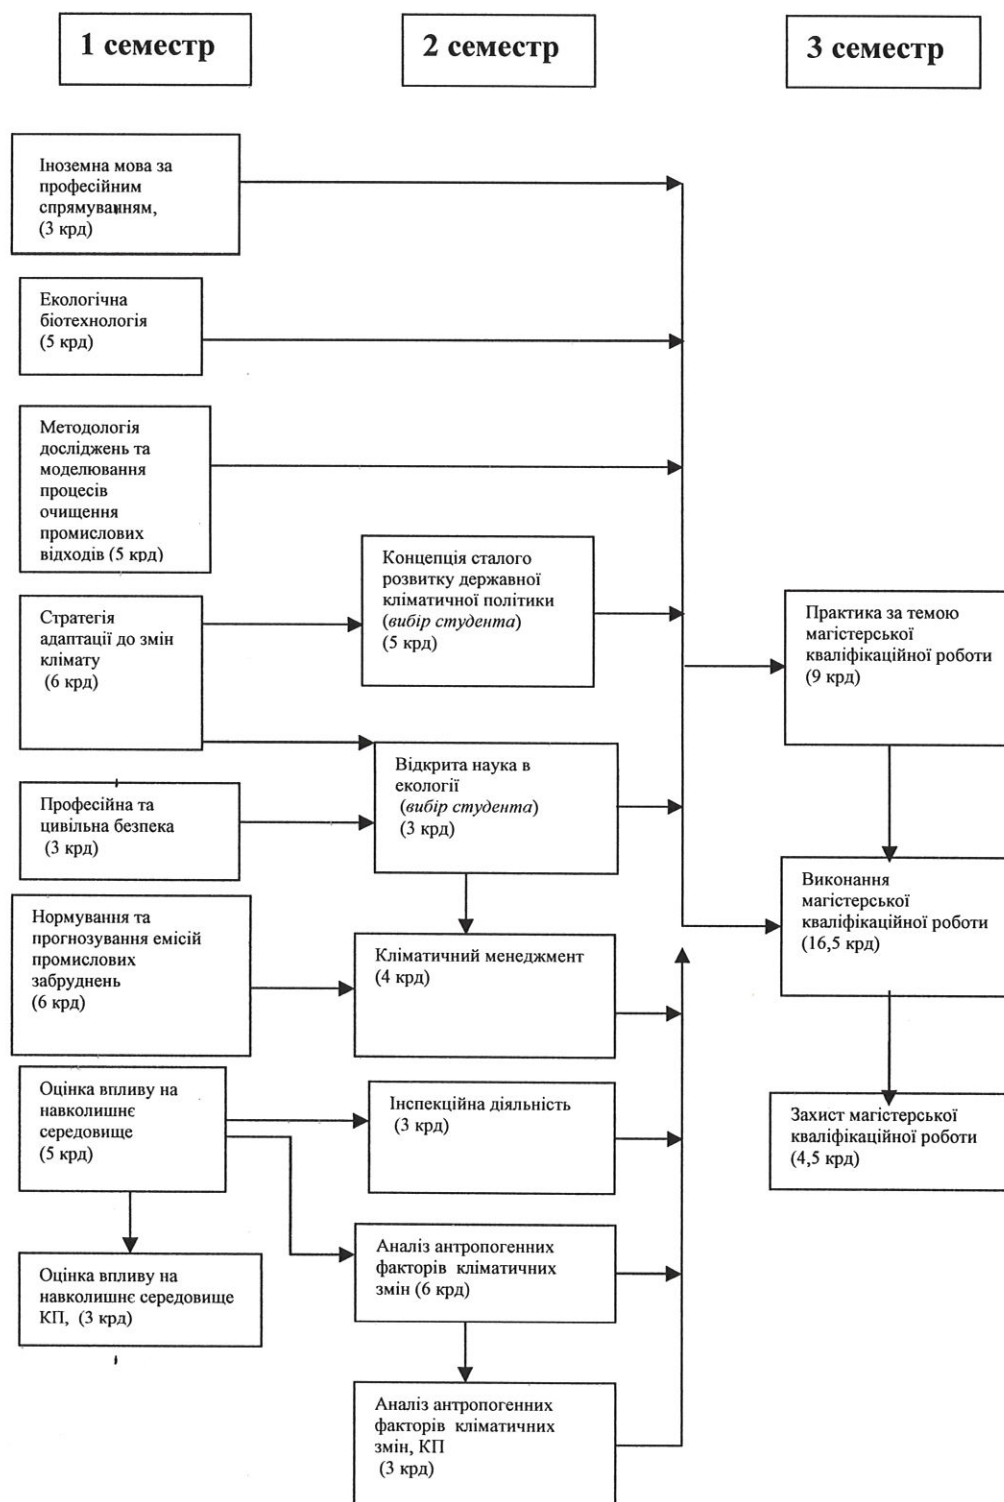 1 семестр
2 семестр
3 семестр
Іноземна мова за
професійним
спрямуванням,
(3 крд)
Екологічна
біотехнологія
(5 крд)
Методологія
досліджень та
моделювання
процесів
очищення
промислових
відходів (5 крд)
Стратегія
адаптації до змін
клімату
(6 крд)
Професійна та
цивільна безпека
(3 крд)
Нормування та
прогнозування емісій
промислових
забруднень
(6 крд)
Оцінка впливу на
навколишнє
середовище
(5 крд)
Оцінка впливу на
навколишнє середовище
КП, (3 крд)
Концепція сталого
розвитку державної
кліматичної політики
(вибір студента)
(5 крд)
Відкрита наука в
екології
(вибір студента)
(3 крд)
Кліматичний менеджмент
(4 крд)
Інспекційна діяльність
(3 крд)
Аналіз антропогенних
факторів кліматичних
змін (6 крд)
Аналіз антропогенних
факторів кліматичних
змін, КП
(3 крд)
Практика за темою
магістерської
кваліфікаційної роботи
(9 крд)
Виконання
магістерської
кваліфікаційної роботи
(16,5 крд)
Захист магістерської
кваліфікаційної роботи
(4,5 крд)